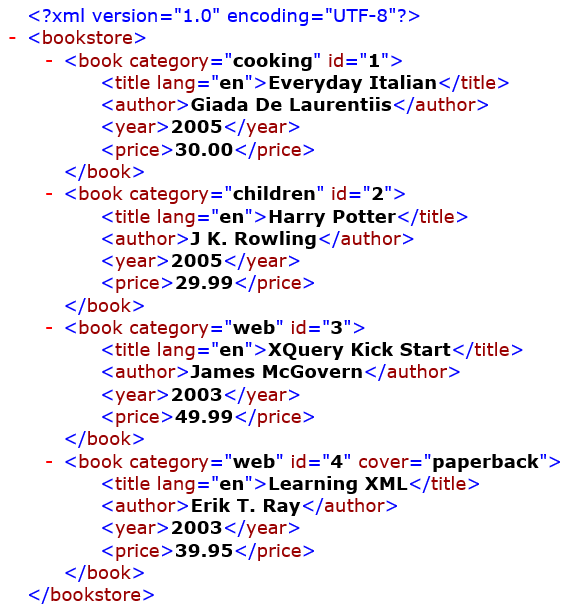 <?xml version="1.0" encoding="UTF-8"?>
- <bookstore>
- <book category="cooking" id="1">
<title lang="en">Everyday Italian</title>
<author>Giada De Laurentiis</author>
<year>2005</year>
<price>30.00</price>
</book>
- <book category="children" id="2">
<title lang="en">Harry Potter</title>
<author>J K. Rowling</author>
<year>2005</year>
<price>29.99</price>
</book>
- <book category="web" id="3">
<title lang="en">XQuery Kick Start</title>
<author>James McGovern</author>
<year>2003</year>
<price>49.99</price>
</book>
- <book category="web" id="4" cover="paperback">
<title lang="en">Learning XML</title>
<author>Erik T. Ray</author>
<year>2003</year>
<price>39.95</price>
</book>
</bookstore>